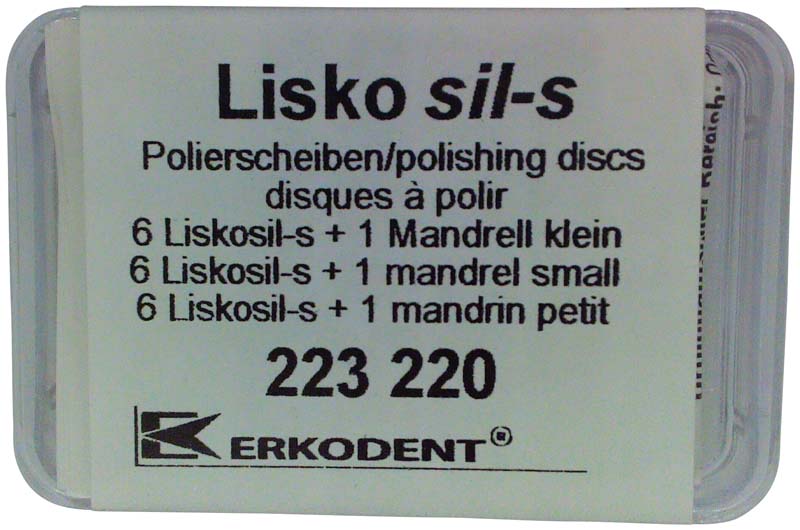 Lisko sil-s
Polierscheiben/polishing discs
disques à polir
6 Liskosil-s + 1 Mandrell klein
6 Liskosil-s + 1 mandrel small
6 Liskosil-s + 1 mandrin petit
223 220
ERKODENT®